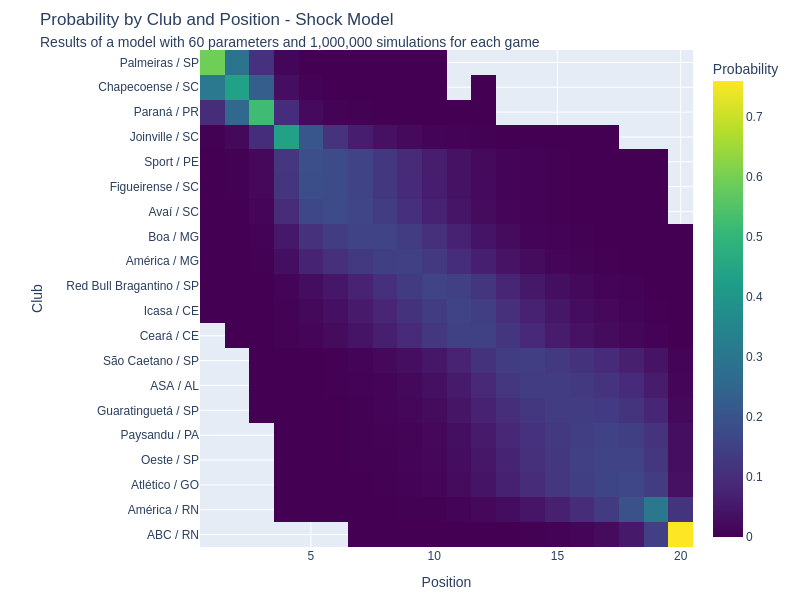 Probability by Club and Position - Shock Model
Results of a model with 60 parameters and 1,000,000 simulations for each game
Palmeiras / SP
Chapecoense / SC
Paraná / PR
Joinville / SC
Sport / PE
Figueirense / SC
Avaí / SC
Boa / MG
América / MG
Red Bull Bragantino / SP
Icasa / CE
Ceará / CE
São Caetano / SP
ASA / AL
Guaratinguetá / SP
Paysandu / PA
Oeste / SP
Atlético / GO
América / RN
ABC / RN
Club
5
10
15
20
Position
Probability
0.7
0.6
0.5
0.4
0.3
0.2
0.1
0